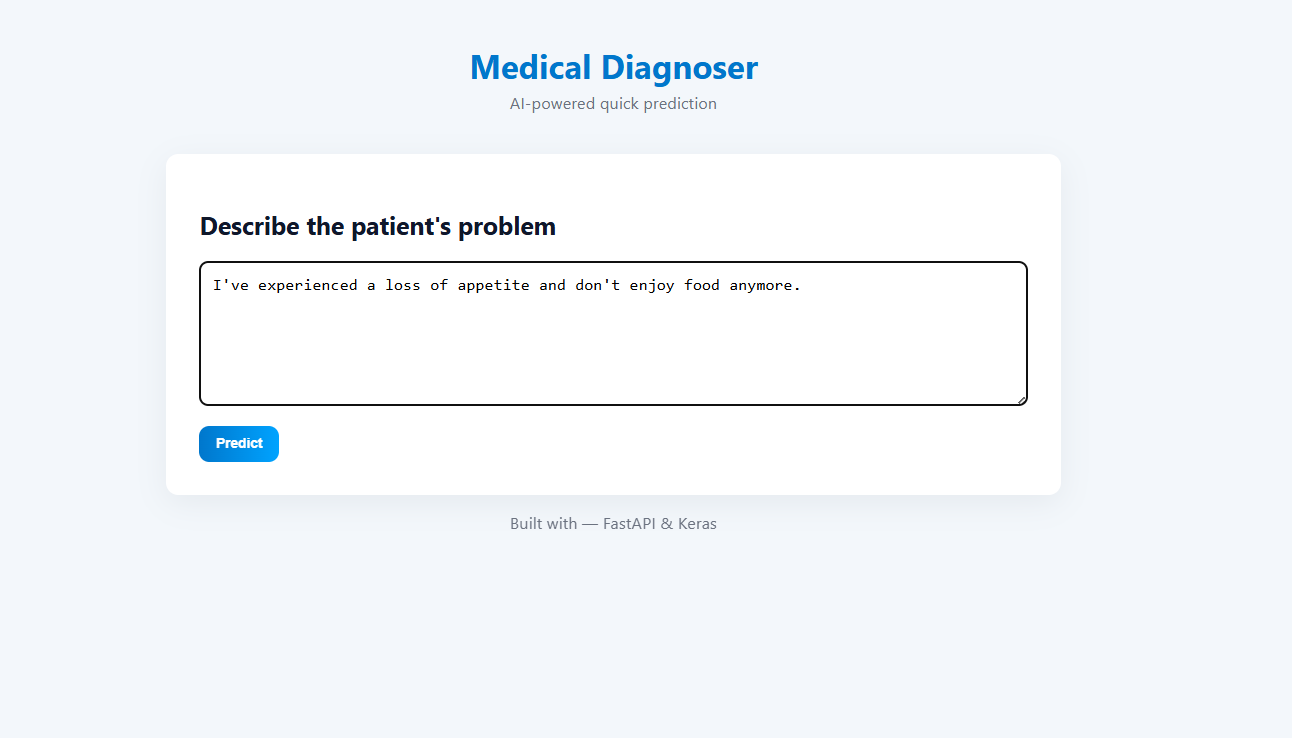 Medical Diagnoser
AI-powered quick prediction
Describe the patient's problem
I've experienced a loss of appetite and don't enjoy food anymore.
Predict
Built with — FastAPI & Keras